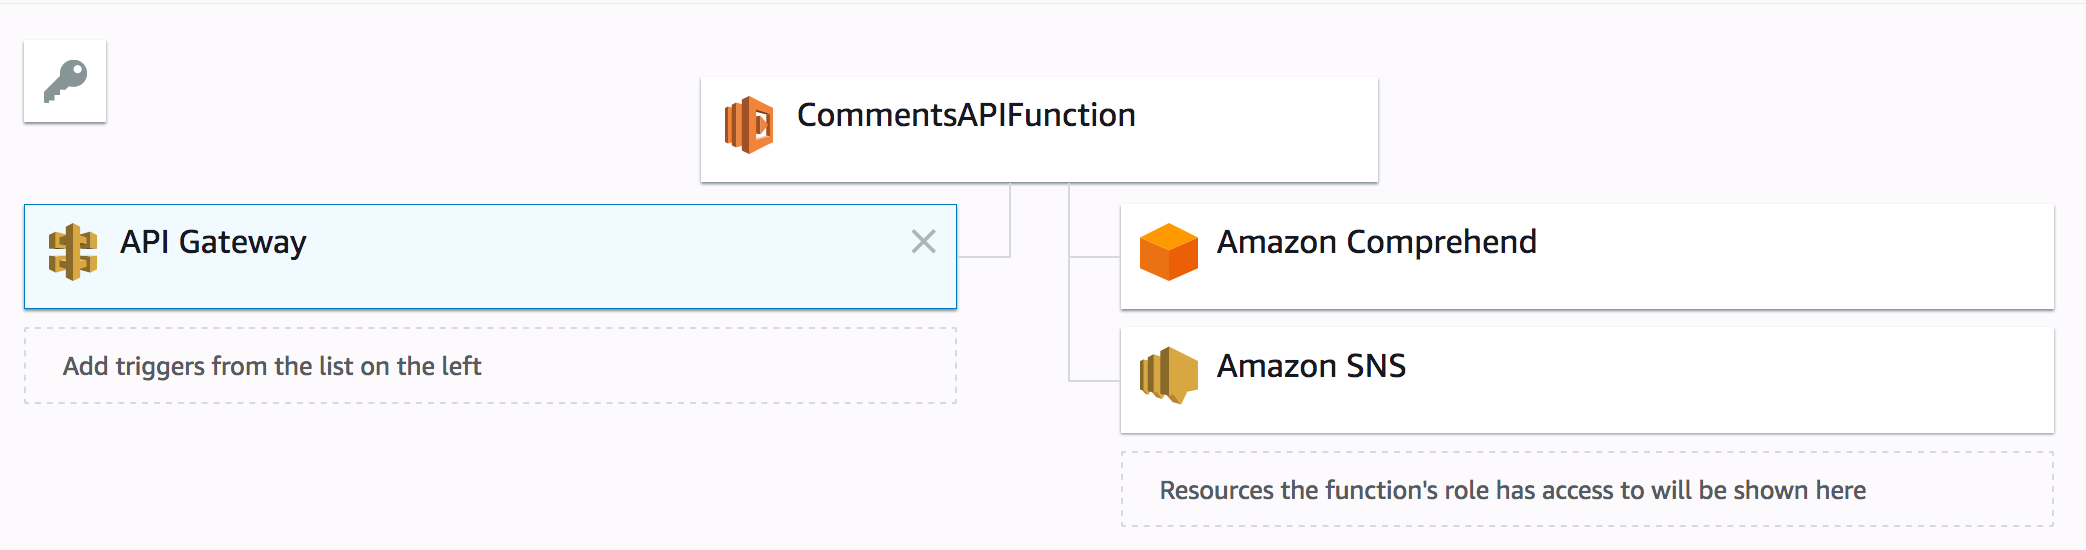 CommentsAPIFunction
API Gateway
Amazon Comprehend
Add triggers from the list on the left
Amazon SNS
Resources the function's role has access to will be shown here